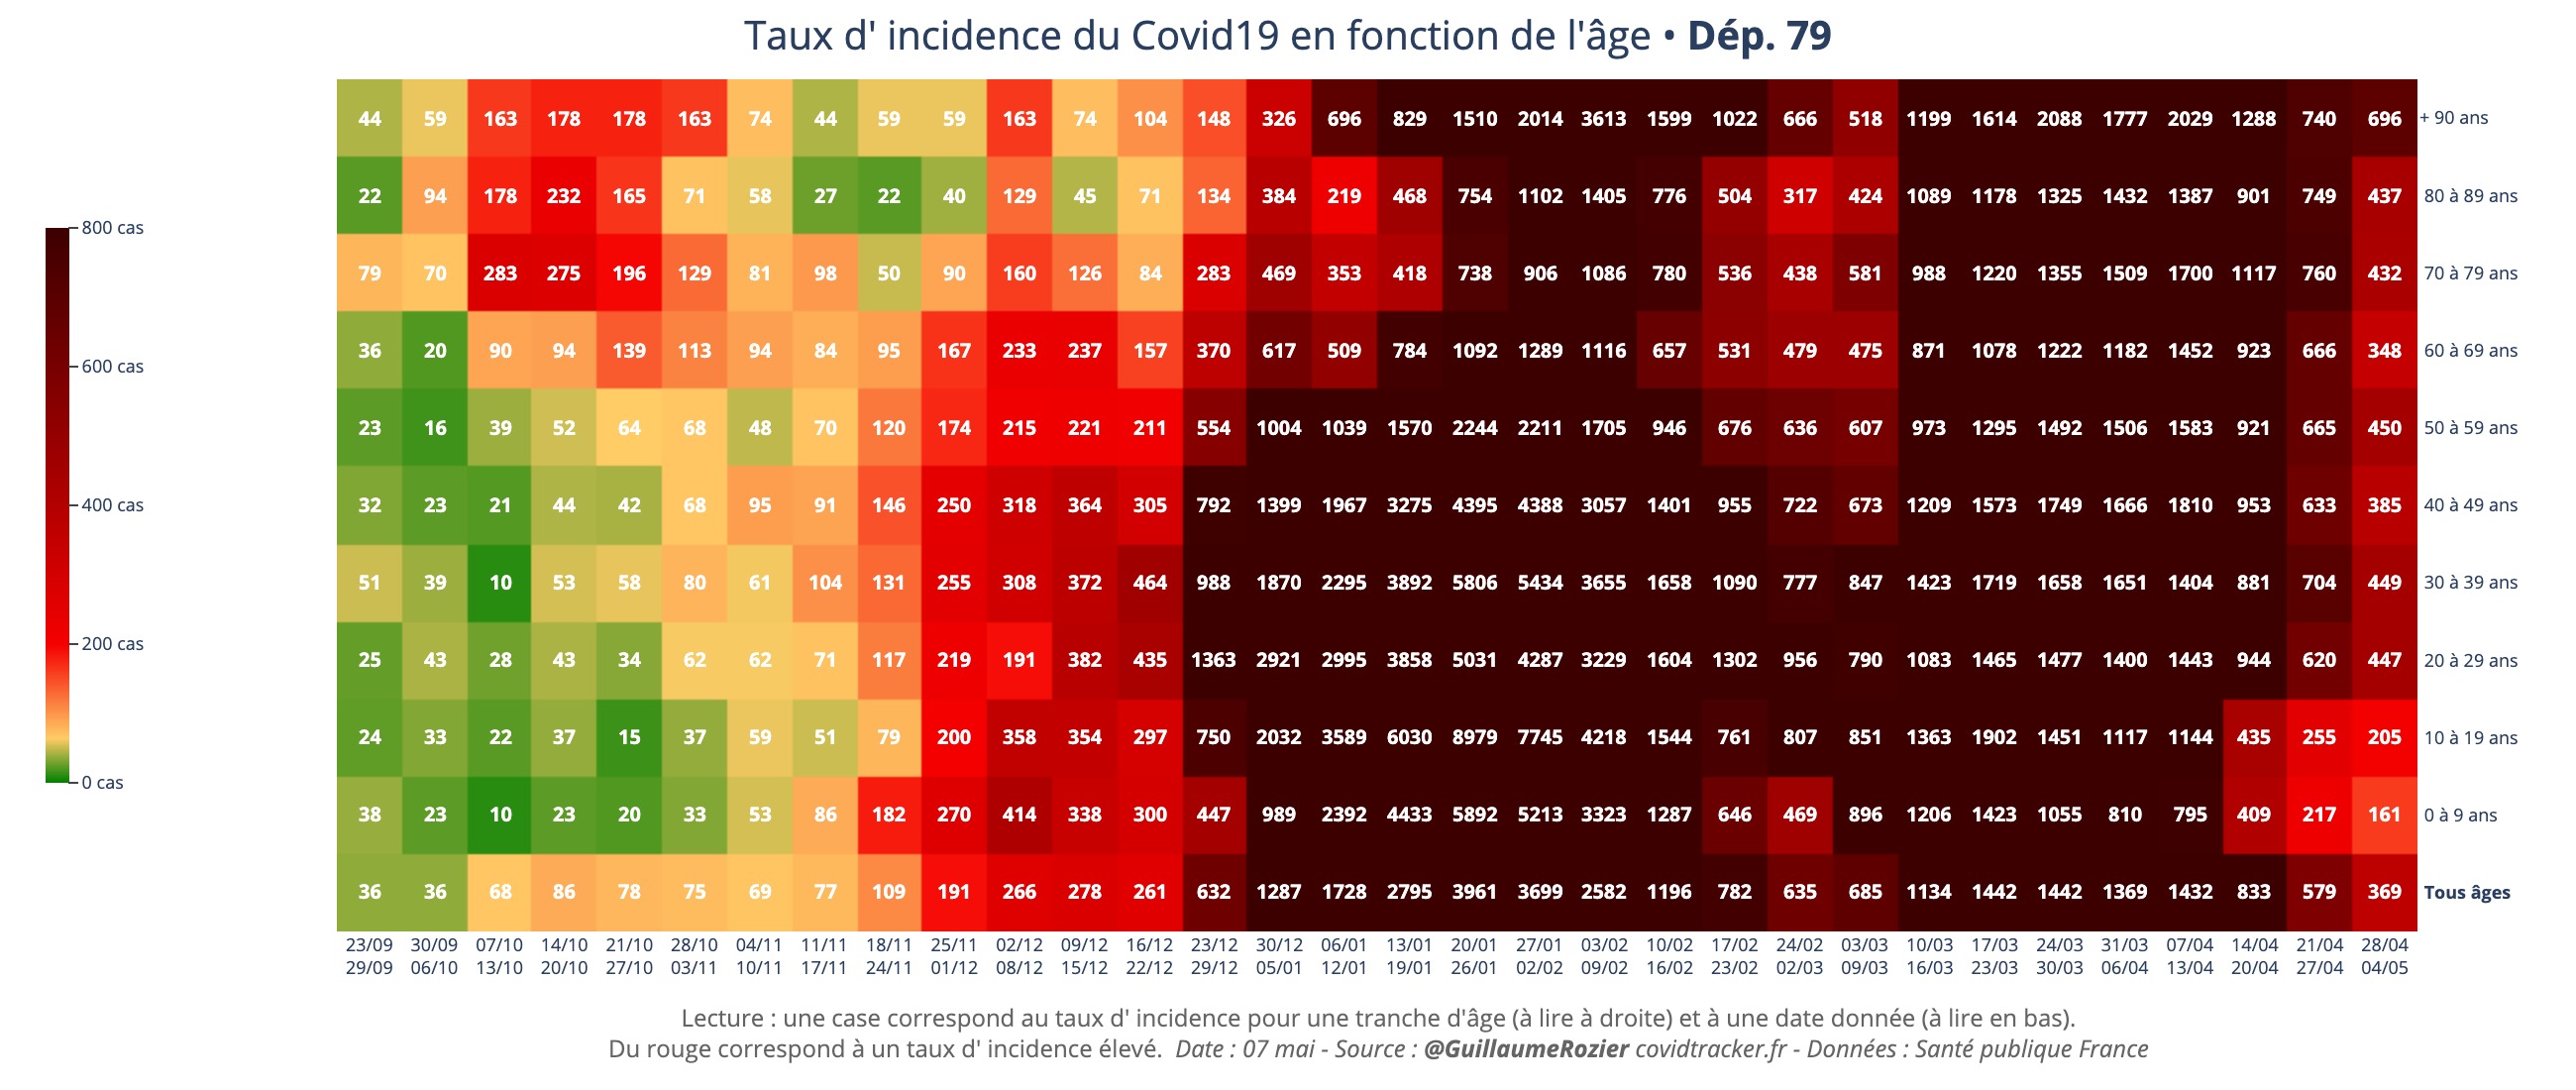 Taux d' incidence du Covid19 en fonction de l'âge • Dép. 79
44 59 163 178 178 163 74 44 59 59 163 74 104 148 326 696 829 1510 2014 3613 1599 1022 666 518 1199 1614 2088 1777 2029 1288 740 696 + 90 ans
22 94 178 232 165 71 58 27 22 40 129 45 71 134 384 219 468 754 1102 1405 776 504 317 424 1089 1178 1325 1432 1387 901 749 437 80 à 89 ans
800 cas
79 70 283 275 196 129 81 98 50 90 160 126 84 283 469 353 418 738 906 1086 780 536 438 581 988 1220 1355 1509 1700 1117 760 432 70 à 79 ans
36 20 90 94 139 113 94 84 95 167 233 237 157 370 617 509 784 1092 1289 1116 657 531 479 475 871 1078 1222 1182 1452 923 666 348 60 à 69 ans
600 cas
23 16 39 52 64 68 48 70 120 174 215 221 211 554 1004 1039 1570 2244 2211 1705 946 676 636 607 973 1295 1492 1506 1583 921 665 450 50 à 59 ans
400 cas
32 23 21 44 42 68 95 91 146 250 318 364 305 792 1399 1967 3275 4395 4388 3057 1401 955 722 673 1209 1573 1749 1666 1810 953 633 385 40 à 49 ans
51 39 10 53 58 80 61 104 131 255 308 372 464 988 1870 2295 3892 5806 5434 3655 1658 1090 777 847 1423 1719 1658 1651 1404 881 704 449 30 à 39 ans
200 cas
25 43 28 43 34 62 62 71 117 219 191 382 435 1363 2921 2995 3858 5031 4287 3229 1604 1302 956 790 1083 1465 1477 1400 1443 944 620 447 20 à 29 ans
24 33 22 37 15 37 59 51 79 200 358 354 297 750 2032 3589 6030 8979 7745 4218 1544 761 807 851 1363 1902 1451 1117 1144 435 255 205 10 à 19 ans
0 cas
38 23 10 23 20 33 53 86 182 270 414 338 300 447 989 2392 4433 5892 5213 3323 1287 646 469 896 1206 1423 1055 810 795 409 217 161 0 à 9 ans
36 36 68 86 78 75 69 77 109 191 266 278 261 632 1287 1728 2795 3961 3699 2582 1196 782 635 685 1134 1442 1442 1369 1432 833 579 369 Tous âges
23/09 30/09 07/10 14/10 21/10 28/10 04/11 11/11 18/11 25/11 02/12 09/12 16/12 23/12 30/12 06/01 13/01 20/01 27/01 03/02 10/02 17/02 24/02 03/03 10/03 17/03 24/03 31/03 07/04 14/04 21/04 28/04
29/09 06/10 13/10 20/10 27/10 03/11 10/11 17/11 24/11 01/12 08/12 15/12 22/12 29/12 05/01 12/01 19/01 26/01 02/02 09/02 16/02 23/02 02/03 09/03 16/03 23/03 30/03 06/04 13/04 20/04 27/04 04/05
Lecture : une case correspond au taux d' incidence pour une tranche d'âge (à lire à droite) et à une date donnée (à lire en bas).
Du rouge correspond à un taux d' incidence élevé. Date : 07 mai - Source : @GuillaumeRozier covidtracker.fr - Données : Santé publique France